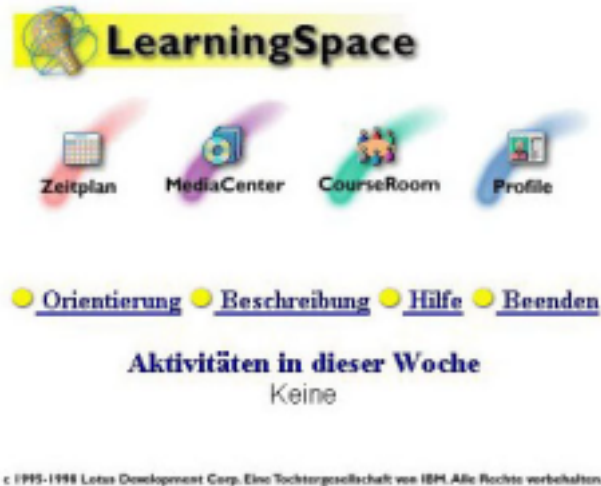 LearningSpace
Zeitplan MediaCenter CourseRoom Profile
Orientierung Beschreibung Hilfe Beenden
Aktivitäten in dieser Woche
Keine
c 1995-1998 Lotus Development Corp. Eine Tochtergesellschaft von IBM. Alle Rechte vorbehalten